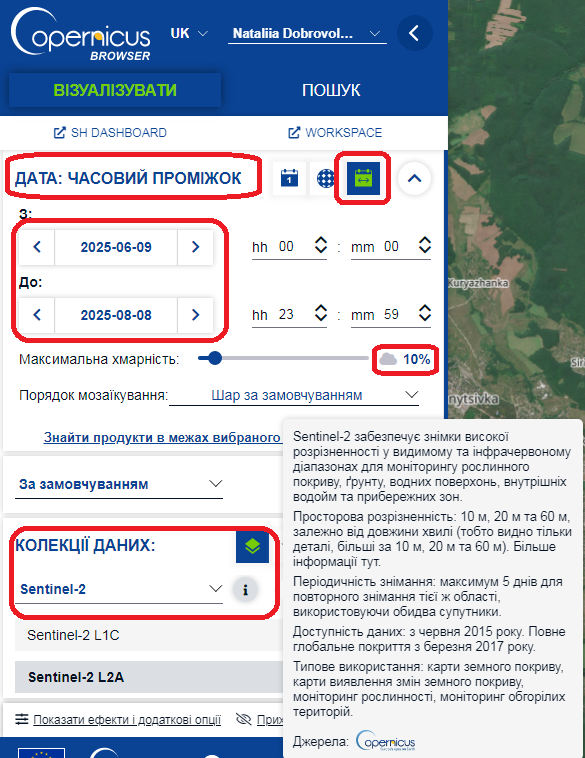 Copernicus
BROWSER
UK
Nataliia Dobrovol...
ВІЗУАЛІЗУВАТИ
ПОШУК
SH DASHBOARD
WORKSPACE
ДАТА: ЧАСОВИЙ ПРОМІЖОК
1
З:
2025-06-09
hh 00 : mm 00
До:
2025-08-08
hh 23 : mm 59
Максимальна хмарність:
10%
Порядок мозаїкування:
Шар за замовчуванням
Знайти продукти в межах вибраного
За замовчуванням
КОЛЕКЦІЇ ДАНИХ:
Sentinel-2
Sentinel-2 L1C
Sentinel-2 L2A
Показати ефекти і додаткові опції
Прих
Kuryazhanka
Sir
nytsivka
Sentinel-2 забезпечує знімки високої
розрізненності у видимому та інфрачервоному
діапазонах для моніторингу рослинного
покриву, ґрунту, водних поверхонь, внутрішніх
водойм та прибережних зон.
Просторова розрізненність: 10 м, 20 м та 60 м,
залежно від довжини хвилі (тобто видно тільки
деталі, більші за 10 м, 20 м та 60 м). Більше
інформації тут.
Періодичність знімання: максимум 5 днів для
повторного знімання тієї ж області,
використовуючи обидва супутники.
Доступність даних: з червня 2015 року. Повне
глобальне покриття з березня 2017 року.
Типове використання: карти земного покриву,
карти виявлення змін земного покриву,
моніторинг рослинності, моніторинг обгорілих
територій.
Джерела: Copernicus